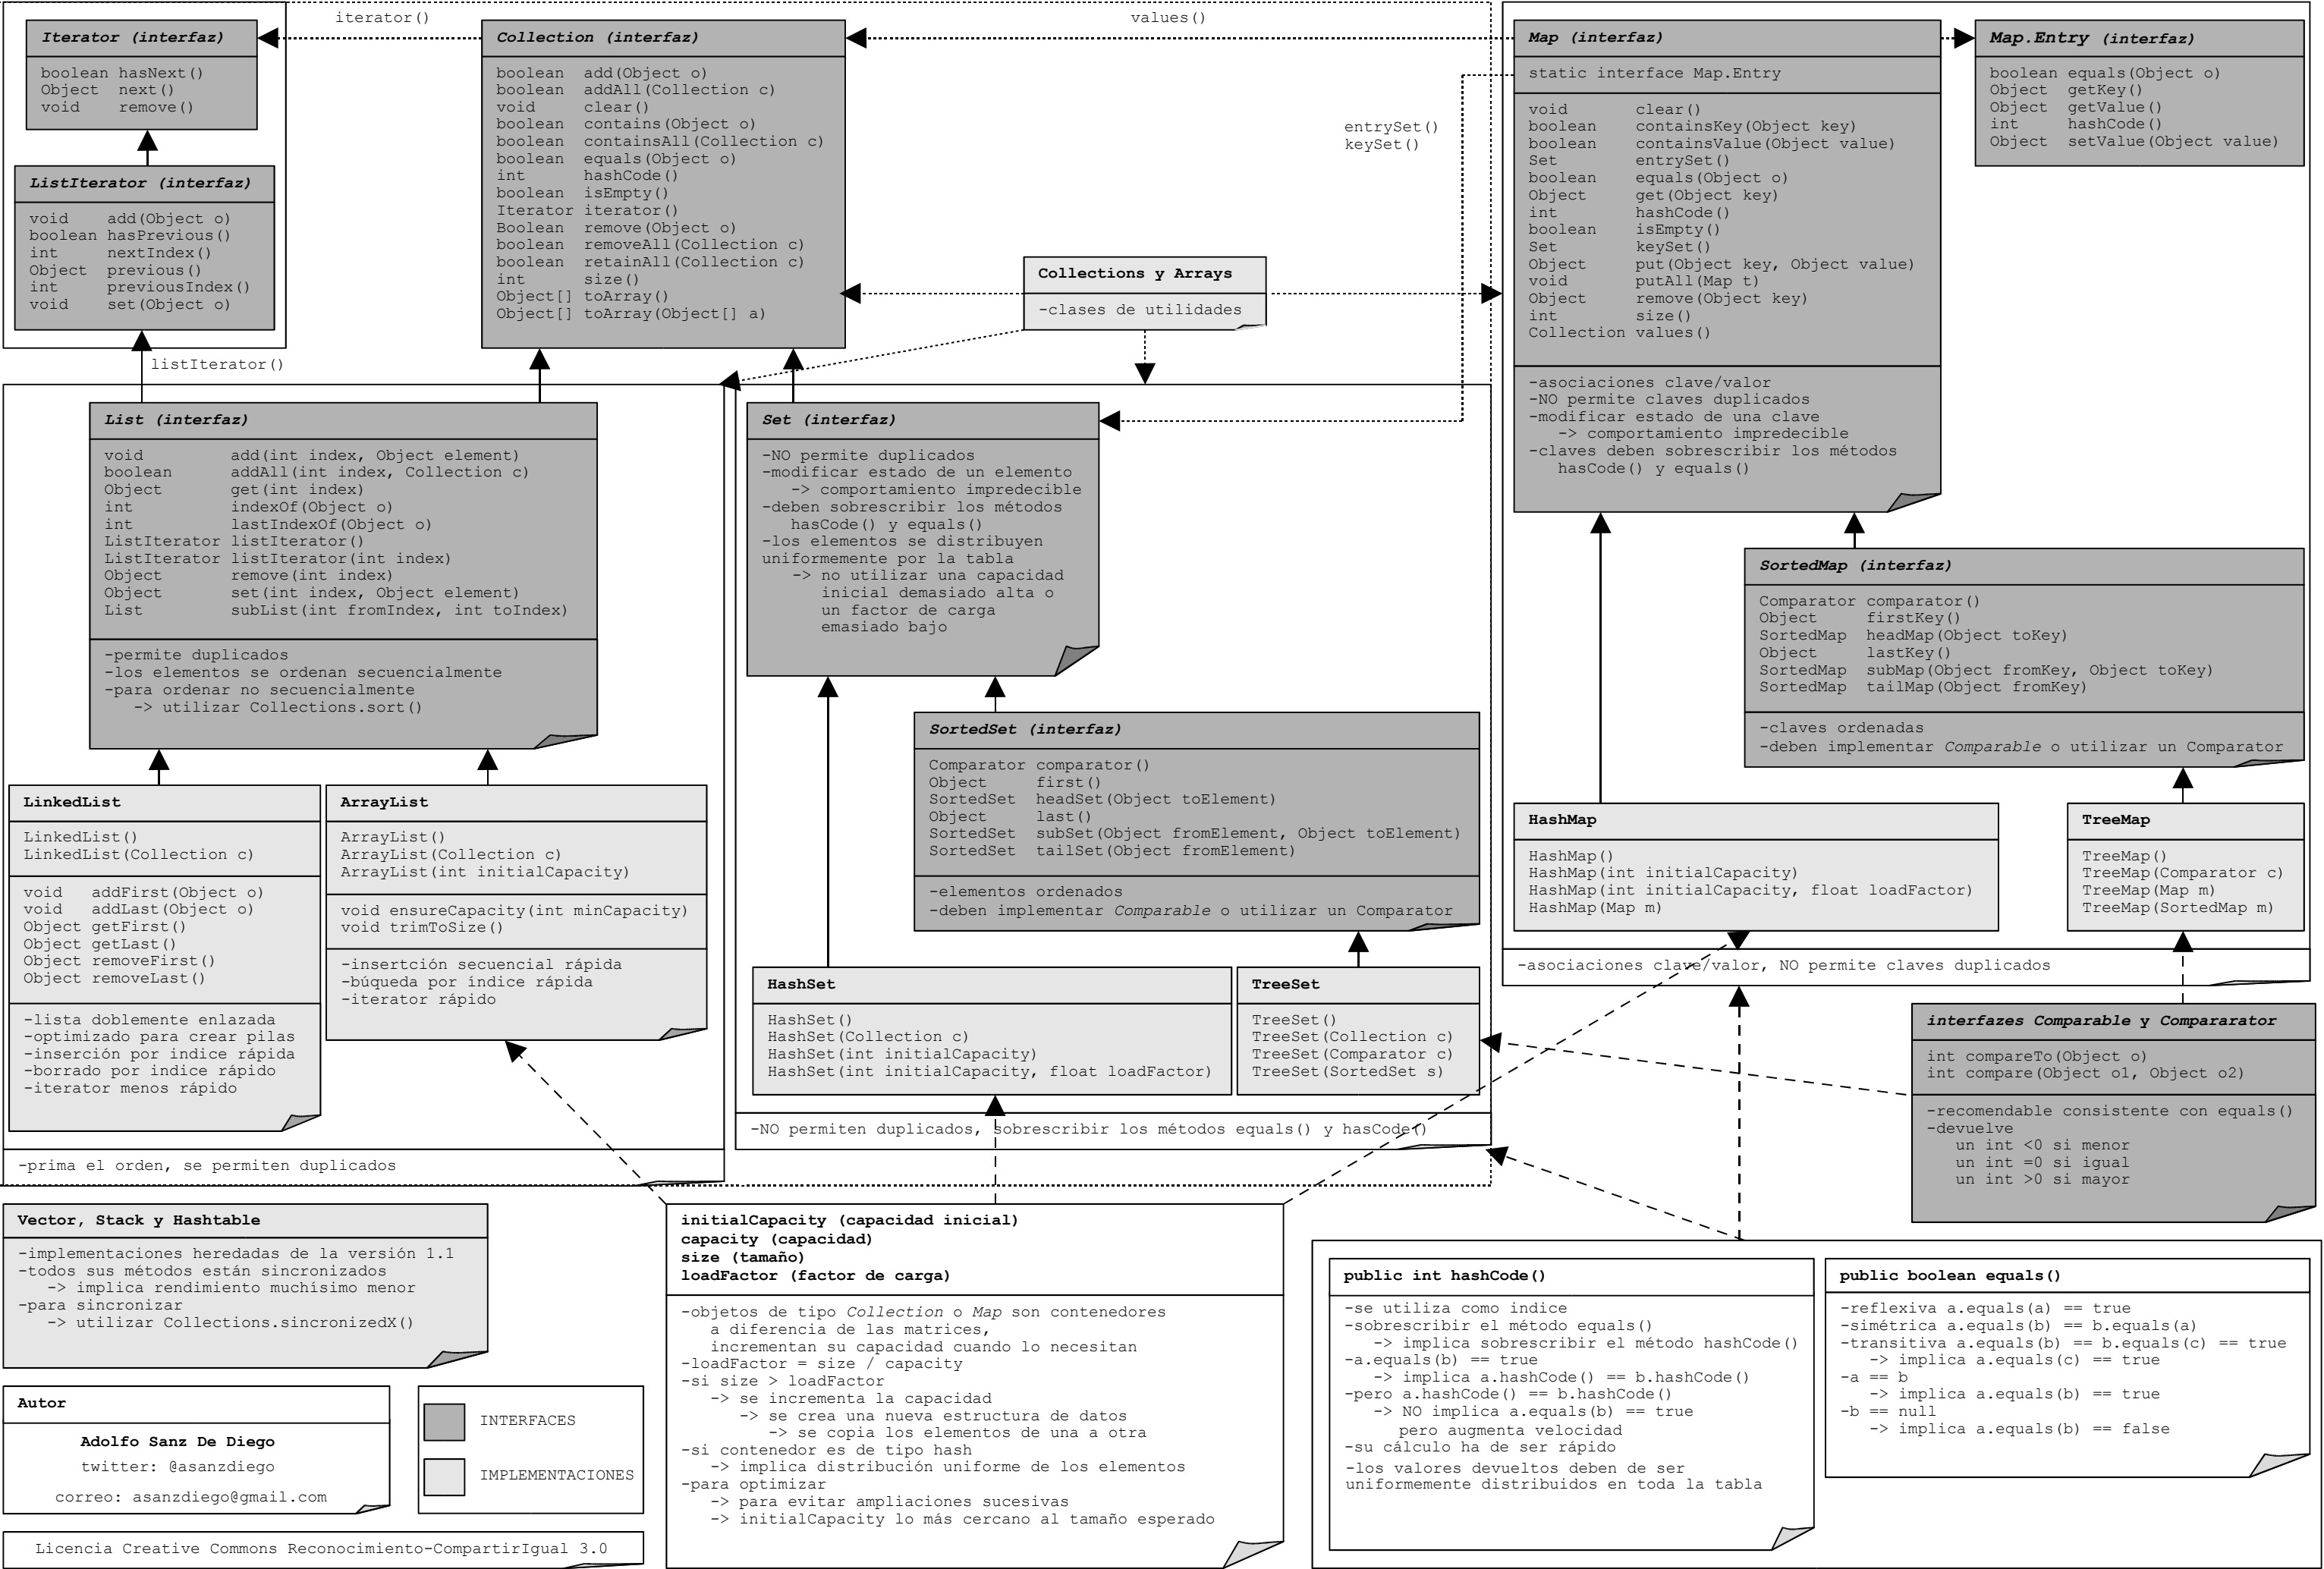 iterator()
values()
Iterator (interfaz)
boolean hasNext()
Object  next()
void    remove()
ListIterator (interfaz)
void    add(Object o)
boolean hasPrevious()
int     nextIndex()
Object  previous()
int     previousIndex()
void    set(Object o)
listIterator()
Collection (interfaz)
boolean  add(Object o)
boolean  addAll(Collection c)
void     clear()
boolean  contains(Object o)
boolean  containsAll(Collection c)
boolean  equals(Object o)
int      hashCode()
boolean  isEmpty()
Iterator iterator()
Boolean  remove(Object o)
boolean  removeAll(Collection c)
boolean  retainAll(Collection c)
int      size()
Object[] toArray()
Object[] toArray(Object[] a)
Collections y Arrays
-clases de utilidades
entrySet()
keySet()
Map (interfaz)
static interface Map.Entry
void       clear()
boolean    containsKey(Object key)
boolean    containsValue(Object value)
Set        entrySet()
boolean    equals(Object o)
Object     get(Object key)
int        hashCode()
boolean    isEmpty()
Set        keySet()
Object     put(Object key, Object value)
void       putAll(Map t)
Object     remove(Object key)
int        size()
Collection values()
-asociaciones clave/valor
-NO permite claves duplicados
-modificar estado de una clave
-> comportamiento impredecible
-claves deben sobrescribir los métodos
hasCode() y equals()
Map.Entry (interfaz)
boolean equals(Object o)
Object  getKey()
Object  getValue()
int     hashCode()
Object  setValue(Object value)
List (interfaz)
void         add(int index, Object element)
boolean      addAll(int index, Collection c)
Object       get(int index)
int          indexOf(Object o)
int          lastIndexOf(Object o)
ListIterator listIterator()
ListIterator listIterator(int index)
Object       remove(int index)
Object       set(int index, Object element)
List         subList(int fromIndex, int toIndex)
-permite duplicados
-los elementos se ordenan secuencialmente
-para ordenar no secuencialmente
-> utilizar Collections.sort()
Set (interfaz)
-NO permite duplicados
-modificar estado de un elemento
-> comportamiento impredecible
-deben sobrescribir los métodos
hasCode() y equals()
-los elementos se distribuyen
uniformemente por la tabla
-> no utilizar una capacidad
inicial demasiado alta o
un factor de carga
emasiado bajo
SortedMap (interfaz)
Comparator comparator()
Object     firstKey()
SortedMap  headMap(Object toKey)
Object     lastKey()
SortedMap  subMap(Object fromKey, Object toKey)
SortedMap  tailMap(Object fromKey)
-claves ordenadas
-deben implementar Comparable o utilizar un Comparator
SortedSet (interfaz)
Comparator comparator()
Object     first()
SortedSet  headSet(Object toElement)
Object     last()
SortedSet  subSet(Object fromElement, Object toElement)
SortedSet  tailSet(Object fromElement)
-elementos ordenados
-deben implementar Comparable o utilizar un Comparator
LinkedList
LinkedList()
LinkedList(Collection c)
void   addFirst(Object o)
void   addLast(Object o)
Object getFirst()
Object getLast()
Object removeFirst()
Object removeLast()
-lista doblemente enlazada
-optimizado para crear pilas
-inserción por indice rápida
-borrado por indice rápido
-iterator menos rápido
ArrayList
ArrayList()
ArrayList(Collection c)
ArrayList(int initialCapacity)
void ensureCapacity(int minCapacity)
void trimToSize()
-insertción secuencial rápida
-búqueda por índice rápida
-iterator rápido
-prima el orden, se permiten duplicados
HashSet
HashSet()
HashSet(Collection c)
HashSet(int initialCapacity)
HashSet(int initialCapacity, float loadFactor)
TreeSet
TreeSet()
TreeSet(Collection c)
TreeSet(Comparator c)
TreeSet(SortedSet s)
-NO permiten duplicados, sobrescribir los métodos equals() y hasCode()
HashMap
HashMap()
HashMap(int initialCapacity)
HashMap(int initialCapacity, float loadFactor)
HashMap(Map m)
TreeMap
TreeMap()
TreeMap(Comparator c)
TreeMap(Map m)
TreeMap(SortedMap m)
-asociaciones clave/valor, NO permite claves duplicados
interfazes Comparable y Compararator
int compareTo(Object o)
int compare(Object o1, Object o2)
-recomendable consistente con equals()
-devuelve
un int <0 si menor
un int =0 si igual
un int >0 si mayor
Vector, Stack y Hashtable
-implementaciones heredadas de la versión 1.1
-todos sus métodos están sincronizados
-> implica rendimiento muchísimo menor
-para sincronizar
-> utilizar Collections.sincronizedX()
Autor
Adolfo Sanz De Diego
twitter: @asanzdiego
correo: asanzdiego@gmail.com
INTERFACES
IMPLEMENTACIONES
Licencia Creative Commons Reconocimiento-CompartirIgual 3.0
initialCapacity (capacidad inicial)
capacity (capacidad)
size (tamaño)
loadFactor (factor de carga)
-objetos de tipo Collection o Map son contenedores
a diferencia de las matrices,
incrementan su capacidad cuando lo necesitan
-loadFactor = size / capacity
-si size > loadFactor
-> se incrementa la capacidad
-> se crea una nueva estructura de datos
-> se copia los elementos de una a otra
-si contenedor es de tipo hash
-> implica distribución uniforme de los elementos
-para optimizar
-> para evitar ampliaciones sucesivas
-> initialCapacity lo más cercano al tamaño esperado
public int hashCode()
-se utiliza como indice
-sobrescribir el método equals()
-> implica sobrescribir el método hashCode()
-a.equals(b) == true
-> implica a.hashCode() == b.hashCode()
-pero a.hashCode() == b.hashCode()
-> NO implica a.equals(b) == true
pero augmenta velocidad
-su cálculo ha de ser rápido
-los valores devueltos deben de ser
uniformemente distribuidos en toda la tabla
public boolean equals()
-reflexiva a.equals(a) == true
-simétrica a.equals(b) == b.equals(a)
-transitiva a.equals(b) == b.equals(c) == true
-> implica a.equals(c) == true
-a == b
-> implica a.equals(b) == true
-b == null
-> implica a.equals(b) == false